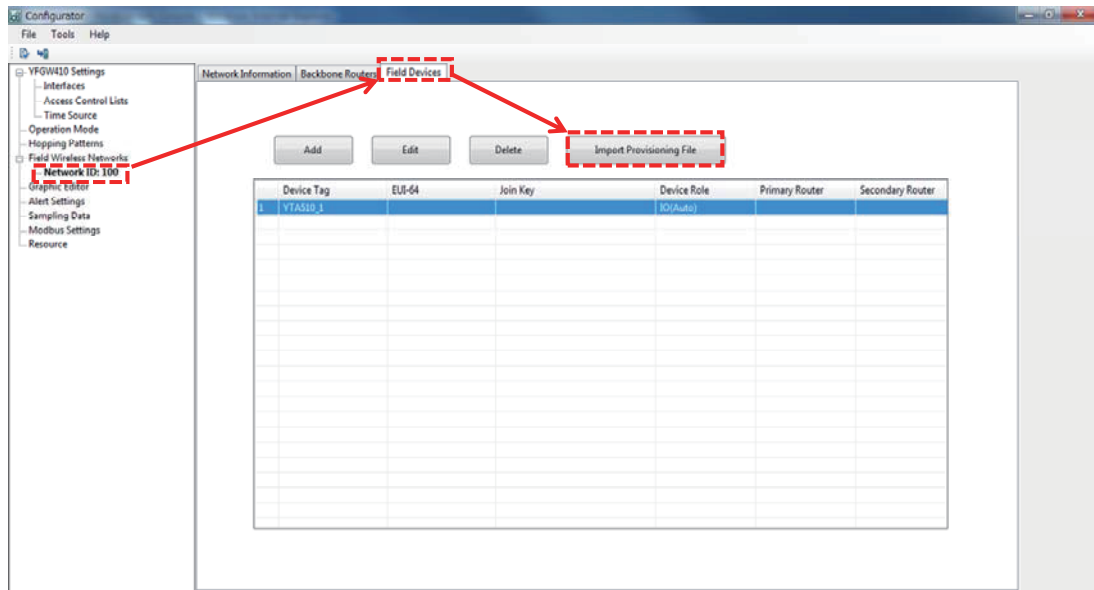 Configurator
File Tools Help
YFGW410 Settings
Interfaces
Access Control Lists
Time Source
Operation Mode
Hopping Patterns
Field Wireless Networks
Network ID: 100
Graphic Editor
Alert Settings
Sampling Data
Modbus Settings
Resource
Network Information Backbone Routers Field Devices
Add Edit Delete Import Provisioning File
Device Tag EUI-64 Join Key Device Role Primary Router Secondary Router
1 YTA510_1 IO(Auto)